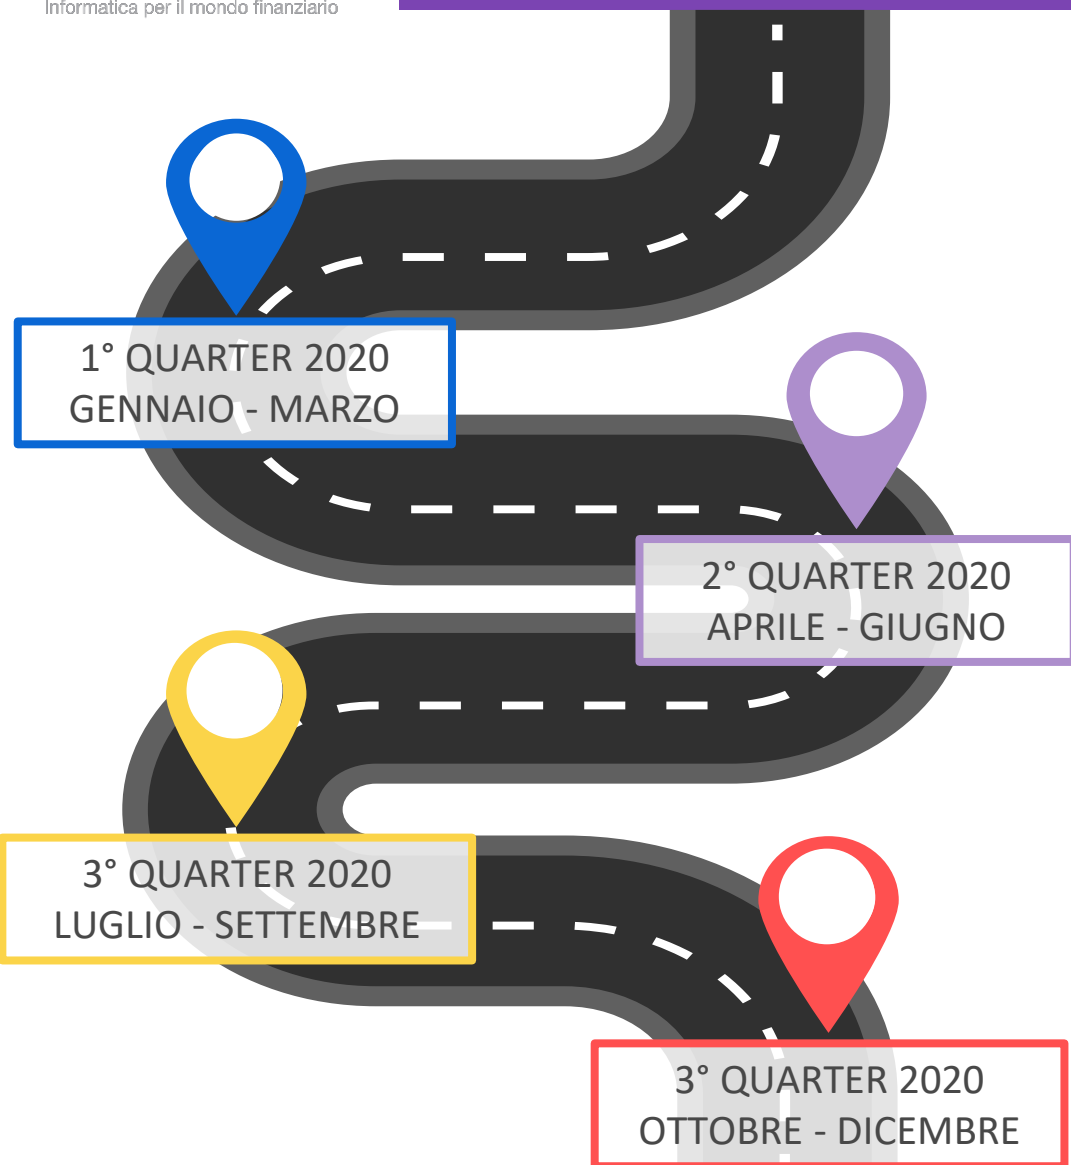 Informatica per il mondo finanziario
1° QUARTER 2020
GENNAIO - MARZO
2° QUARTER 2020
APRILE - GIUGNO
3° QUARTER 2020
LUGLIO - SETTEMBRE
3° QUARTER 2020
OTTOBRE - DICEMBRE